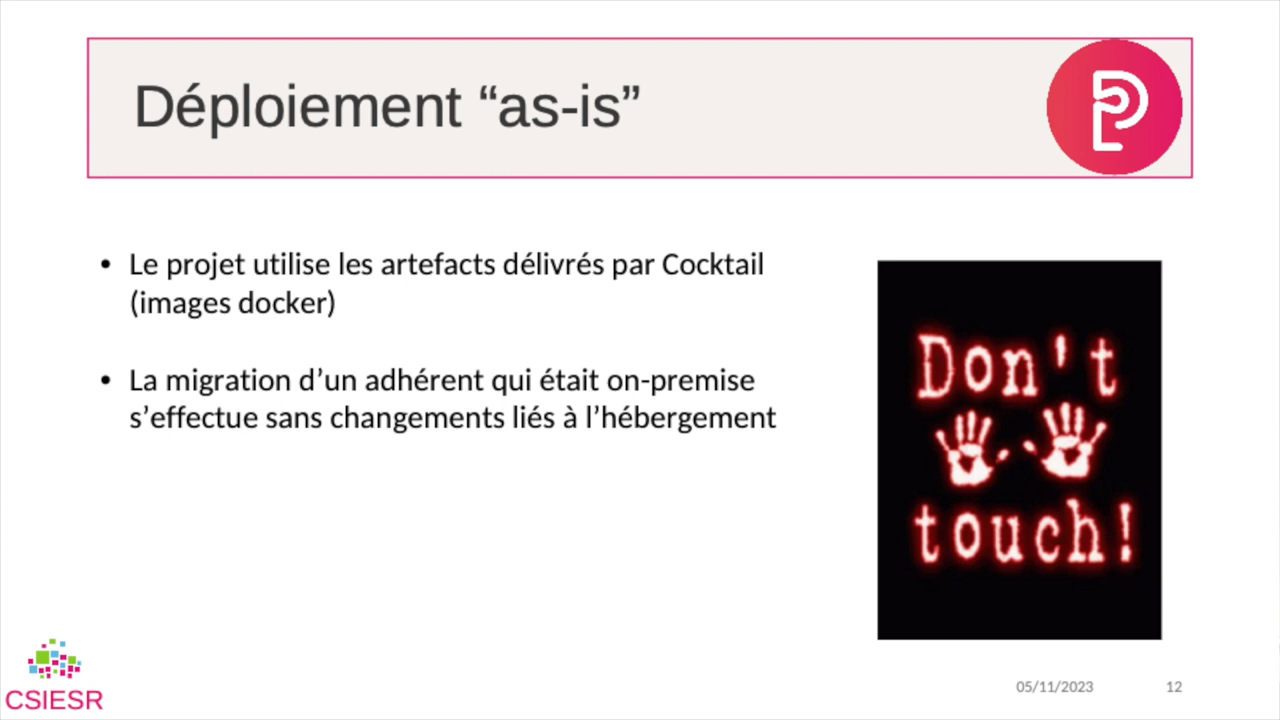 Déploiement “as-is”
• Le projet utilise les artefacts délivrés par Cocktail
(images docker)
• La migration d’un adhérent qui était on-premise
s’effectue sans changements liés à l’hébergement
Don't
touch!
CSIESR
05/11/2023
12